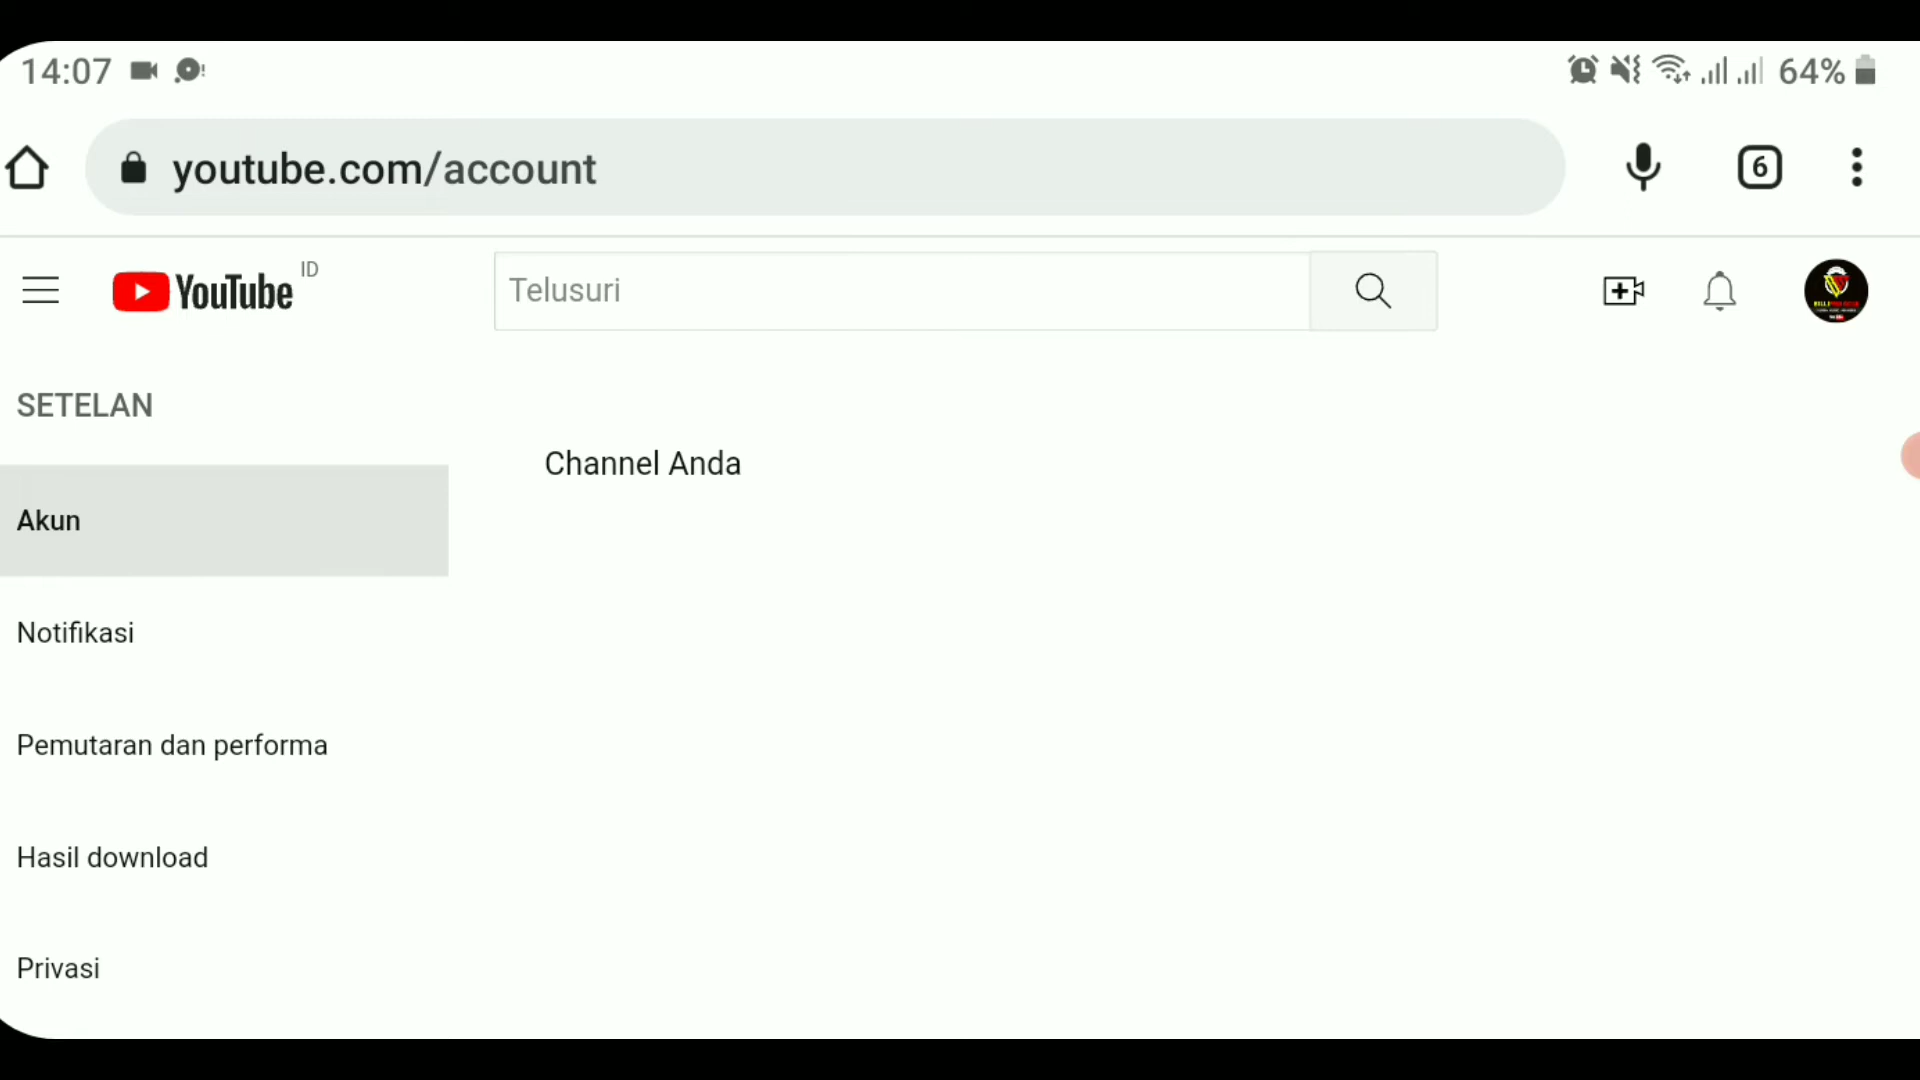 14:07
64%
youtube.com/account
6
YouTube ID
Telusuri
SETELAN
Channel Anda
Akun
Notifikasi
Pemutaran dan performa
Hasil download
Privasi